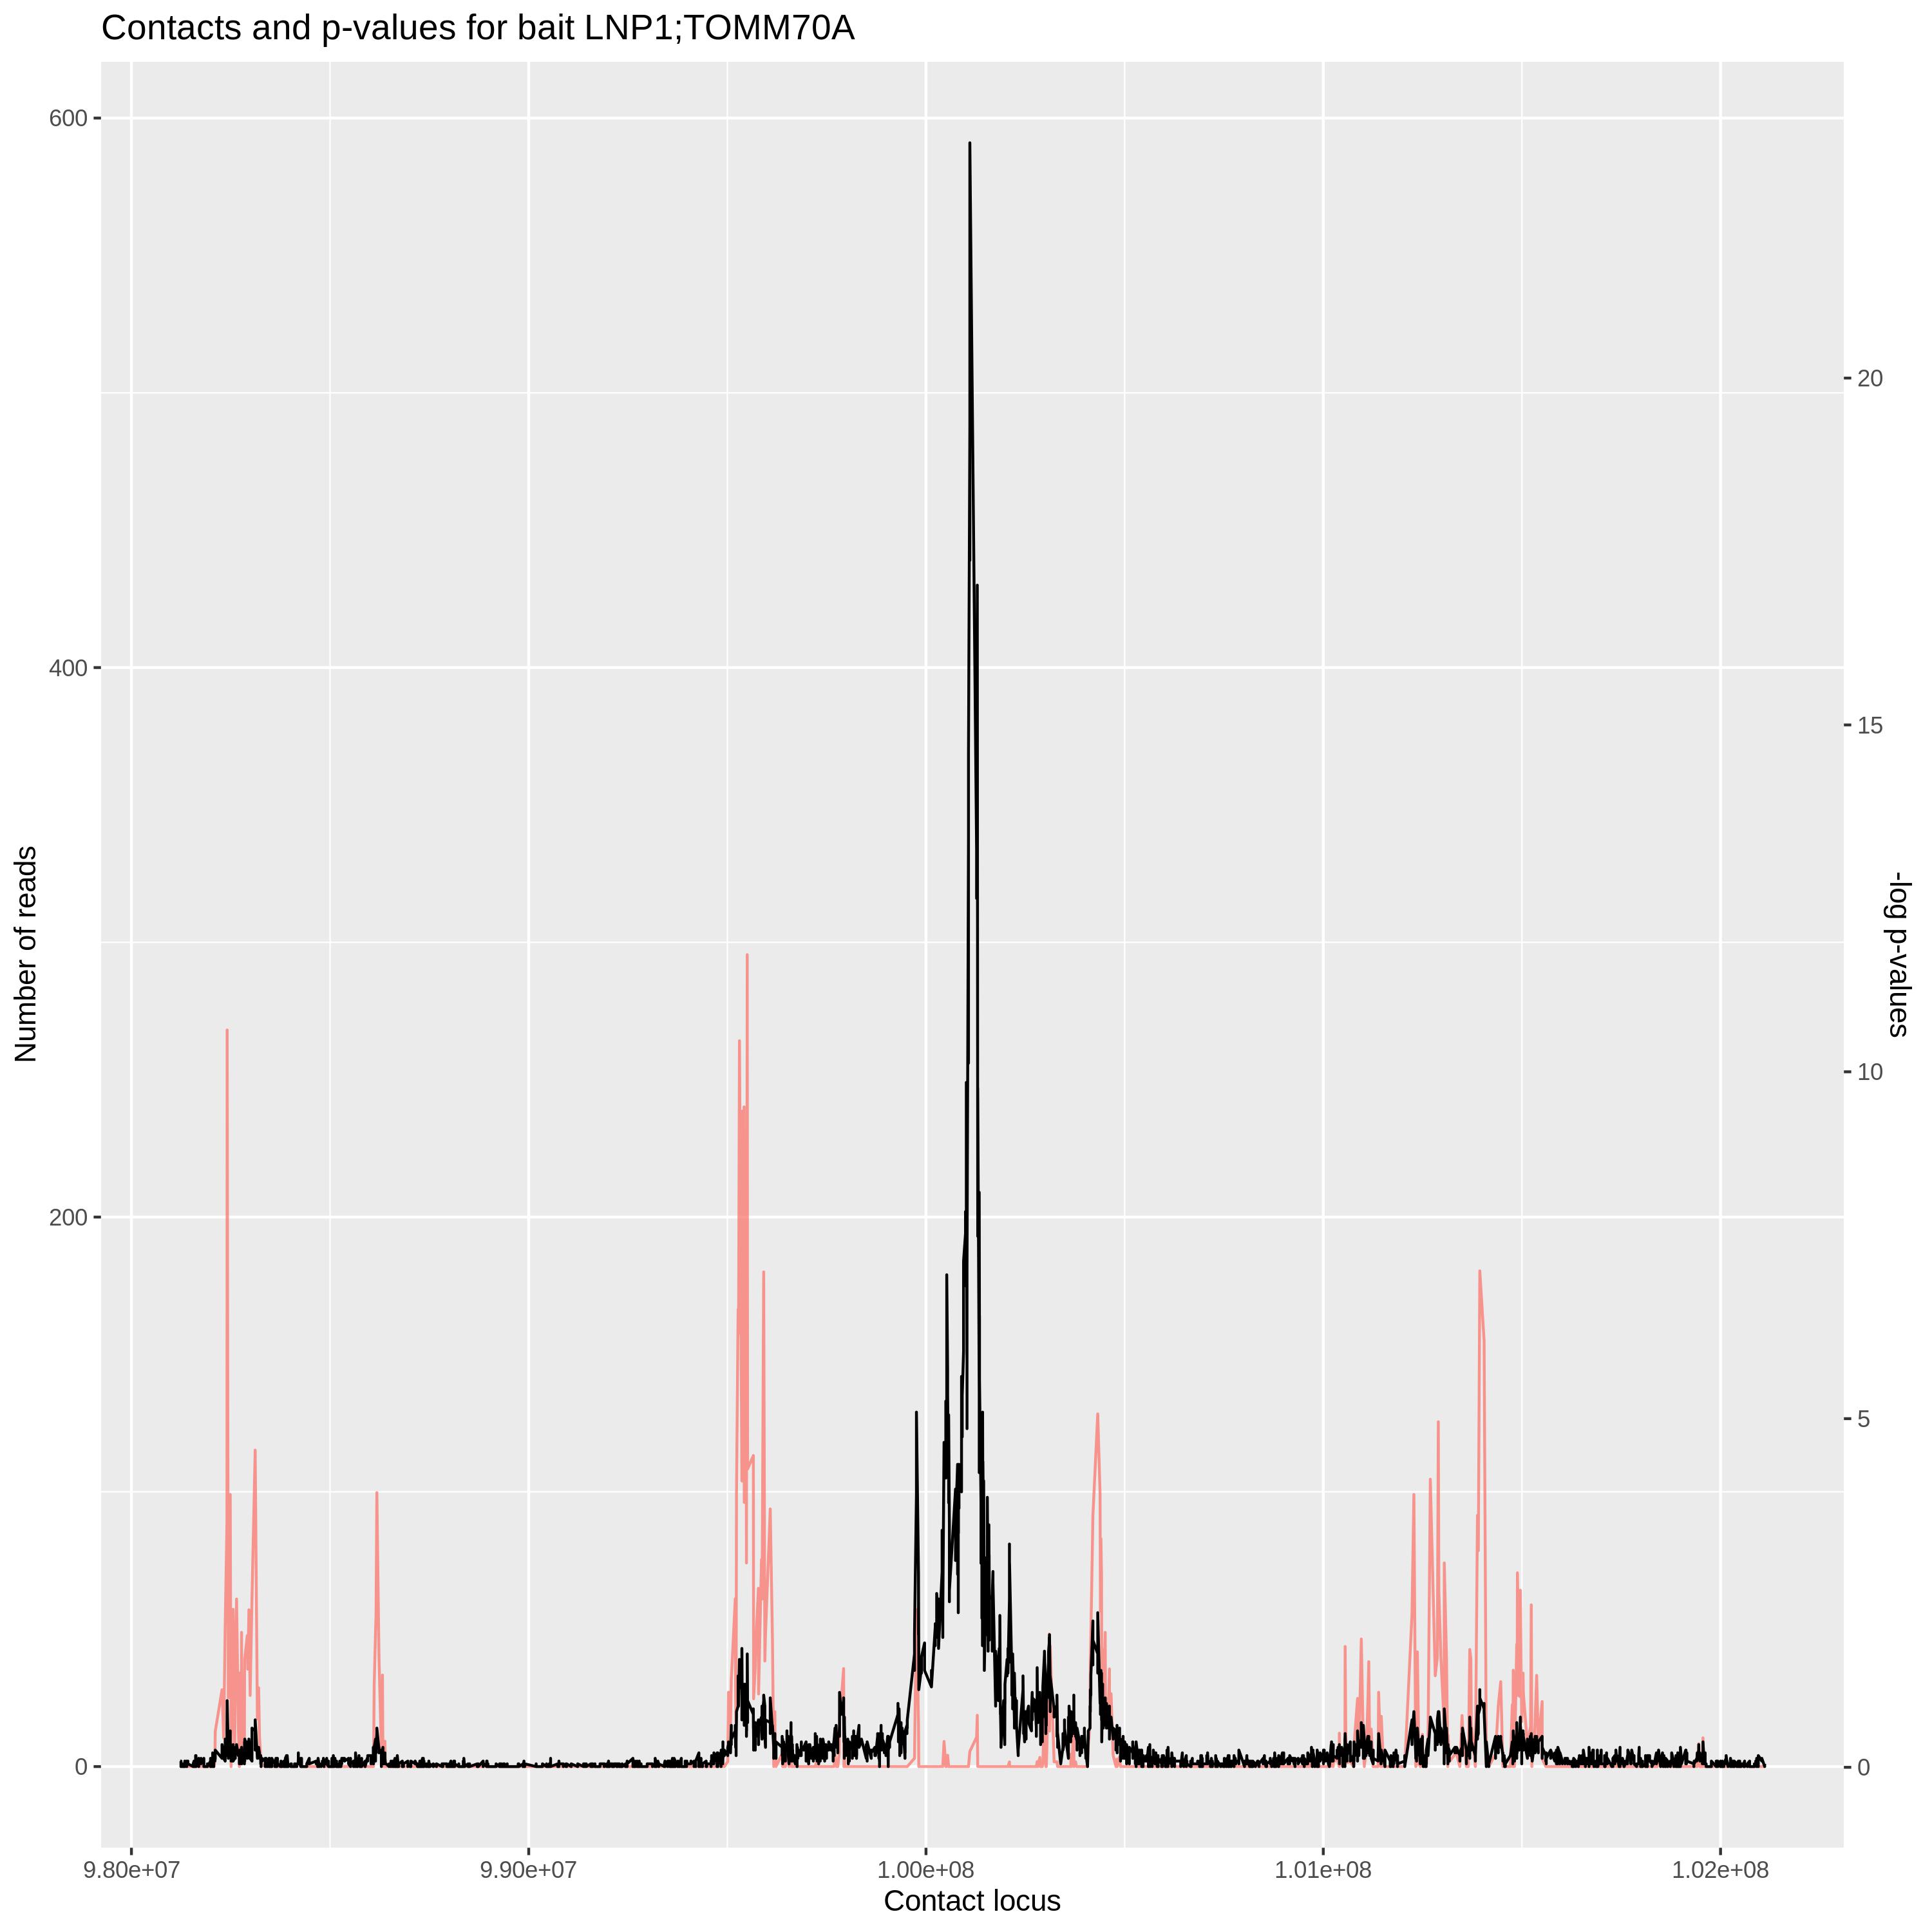 Contacts and p-values for bait LNP1;TOMM70A
600
400
200
0
Number of reads
20
15
10
5
0
-log p-values
9.80e+07 9.90e+07 1.00e+08 1.01e+08 1.02e+08
Contact locus